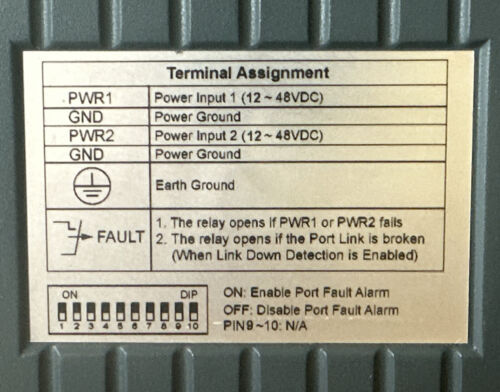 Terminal Assignment
PWR1 Power Input 1 (12 ~ 48VDC)
GND Power Ground
PWR2 Power Input 2 (12 ~ 48VDC)
GND Power Ground
Earth Ground
FAULT
1. The relay opens if PWR1 or PWR2 fails
2. The relay opens if the Port Link is broken
(When Link Down Detection is Enabled)
ON DIP
1 2 3 4 5 6 7 8 9 10
ON: Enable Port Fault Alarm
OFF: Disable Port Fault Alarm
PIN9~10: N/A